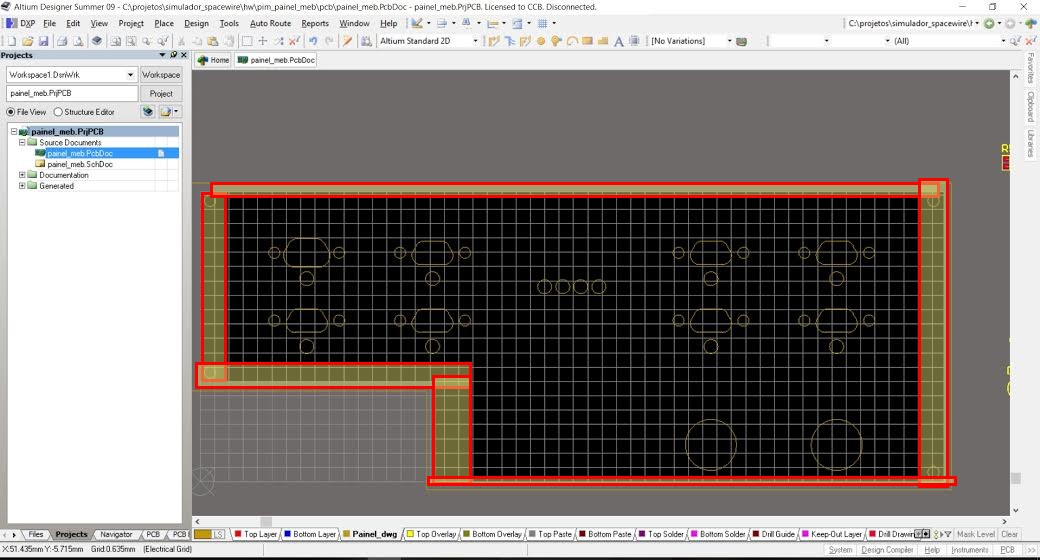 Altium Designer Summer 09 - C:\projetos\simulador_spacewire\hw\pim_painel_meb\pcb\painel_meb.PcbDoc - painel_meb.PrjPCB. Licensed to CCB. Disconnected.
DXP File Edit View Project Place Design Tools Auto Route Reports Window Help C:\projetos\simulador_spacewire\
Altium Standard 2D [No Variations] (All)
Projects
Home painel_meb.PcbDoc
Workspace1.DsnWrk Workspace
painel_meb.PrjPCB Project
File View Structure Editor
painel_meb.PrjPCB
Source Documents
painel_meb.PcbDoc
painel_meb.SchDoc
Documentation
Generated
Favorites
Clipboard
Libraries
Files Projects Navigator PCB PCB LS Top Layer Bottom Layer Painel_dwg Top Overlay Bottom Overlay Top Paste Bottom Paste Top Solder Bottom Solder Drill Guide Keep-Out Layer Drill Drawin Mask Level Clear
X:51.435mm Y:-5.715mm Grid:0.635mm (Electrical Grid) System Design Compiler Help Instruments PCB >>